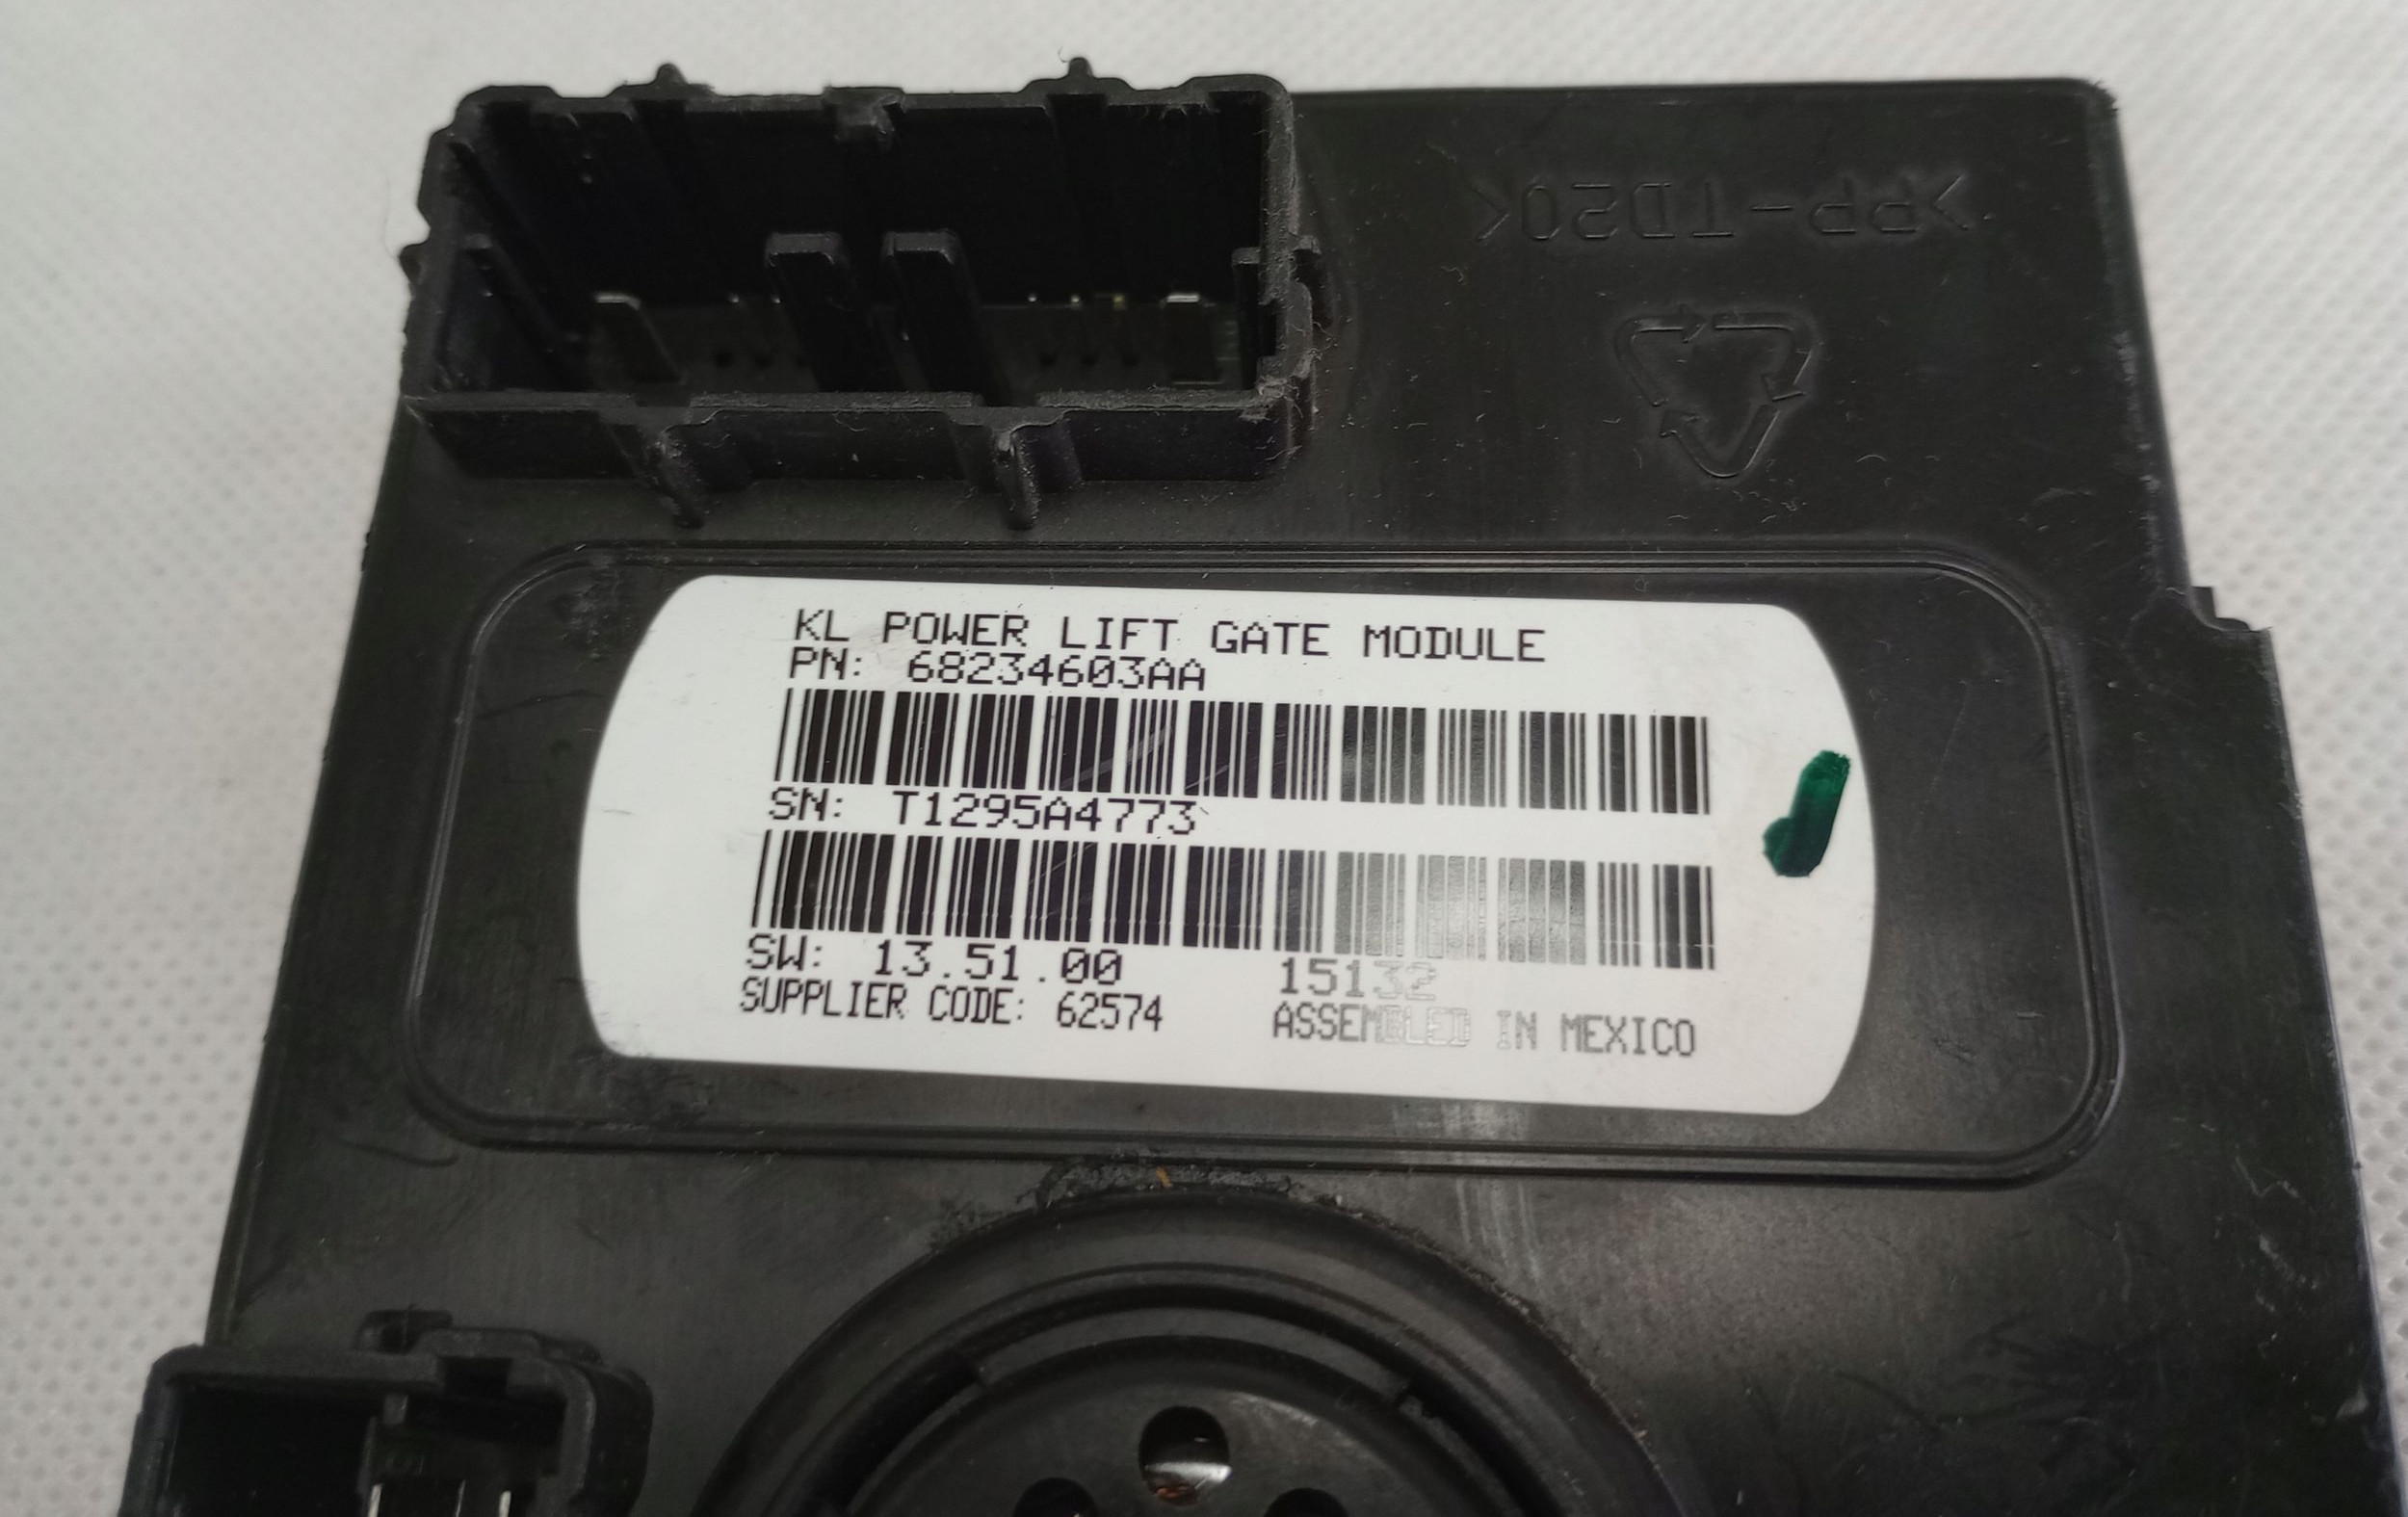 >PP-TD20<
KL POWER LIFT GATE MODULE
PN: 68234603AA
SN: T1295A4773
SW: 13.51.00 15132
SUPPLIER CODE: 62574 ASSEMBLED IN MEXICO